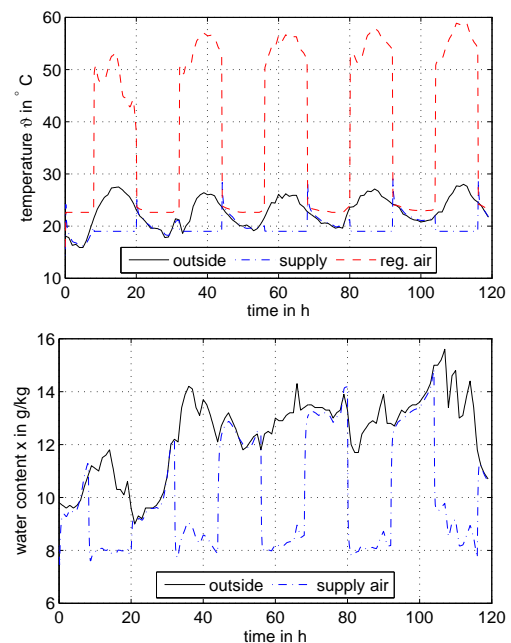 60
50
40
30
20
10
temperature ϑ in ° C
0 20 40 60 80 100 120
time in h
outside supply reg. air
16
14
12
10
8
6
water content x in g/kg
0 20 40 60 80 100 120
time in h
outside supply air